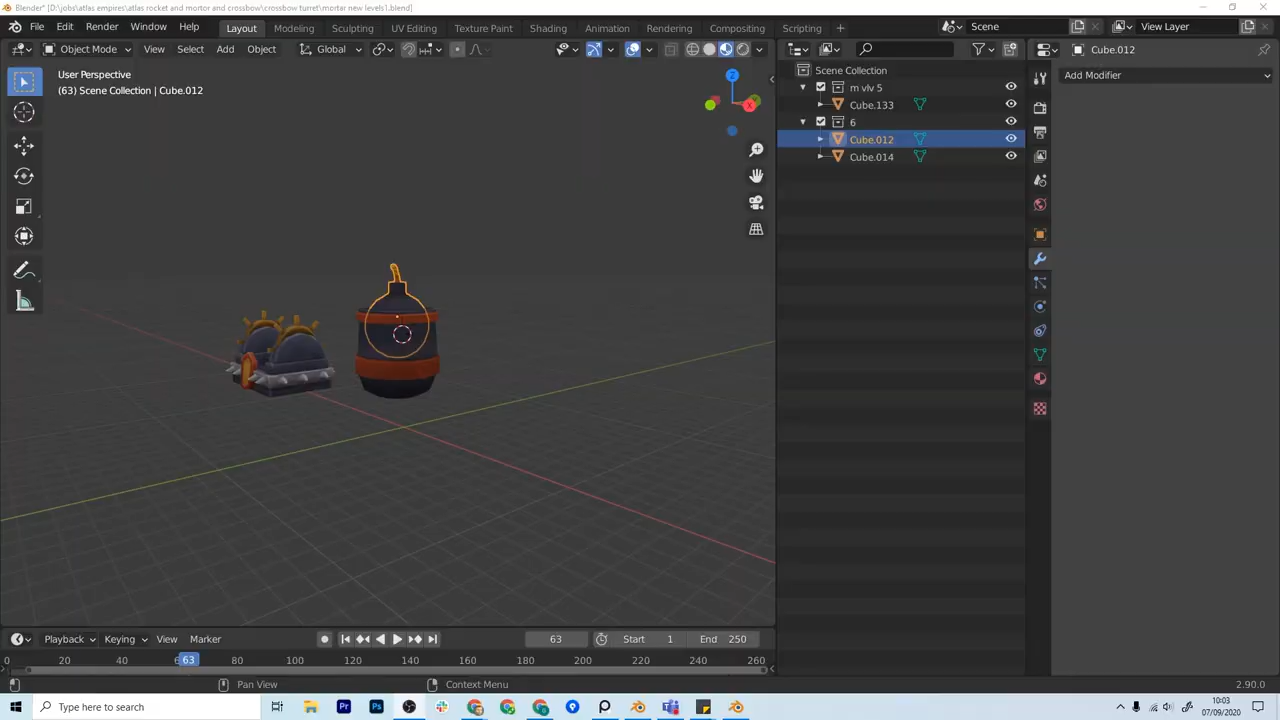 Blender* [D:\jobs\atlas empires\atlas rocket and mortor and crossbow\crossbow turret\mortar new levels1.blend]
File Edit Render Window Help Layout Modeling Sculpting UV Editing Texture Paint Shading Animation Rendering Compositing Scripting + Scene View Layer
Object Mode View Select Add Object Global Cube.012
User Perspective
(63) Scene Collection | Cube.012
Z
X
Scene Collection
m vlv 5
Cube.133
6
Cube.012
Cube.014
Add Modifier
Playback Keying View Marker 63 Start 1 End 250
0 20 40 63 80 100 120 140 160 180 200 220 240 260
Pan View Context Menu 2.90.0
Type here to search Pr Ps
10:03
07/09/2020